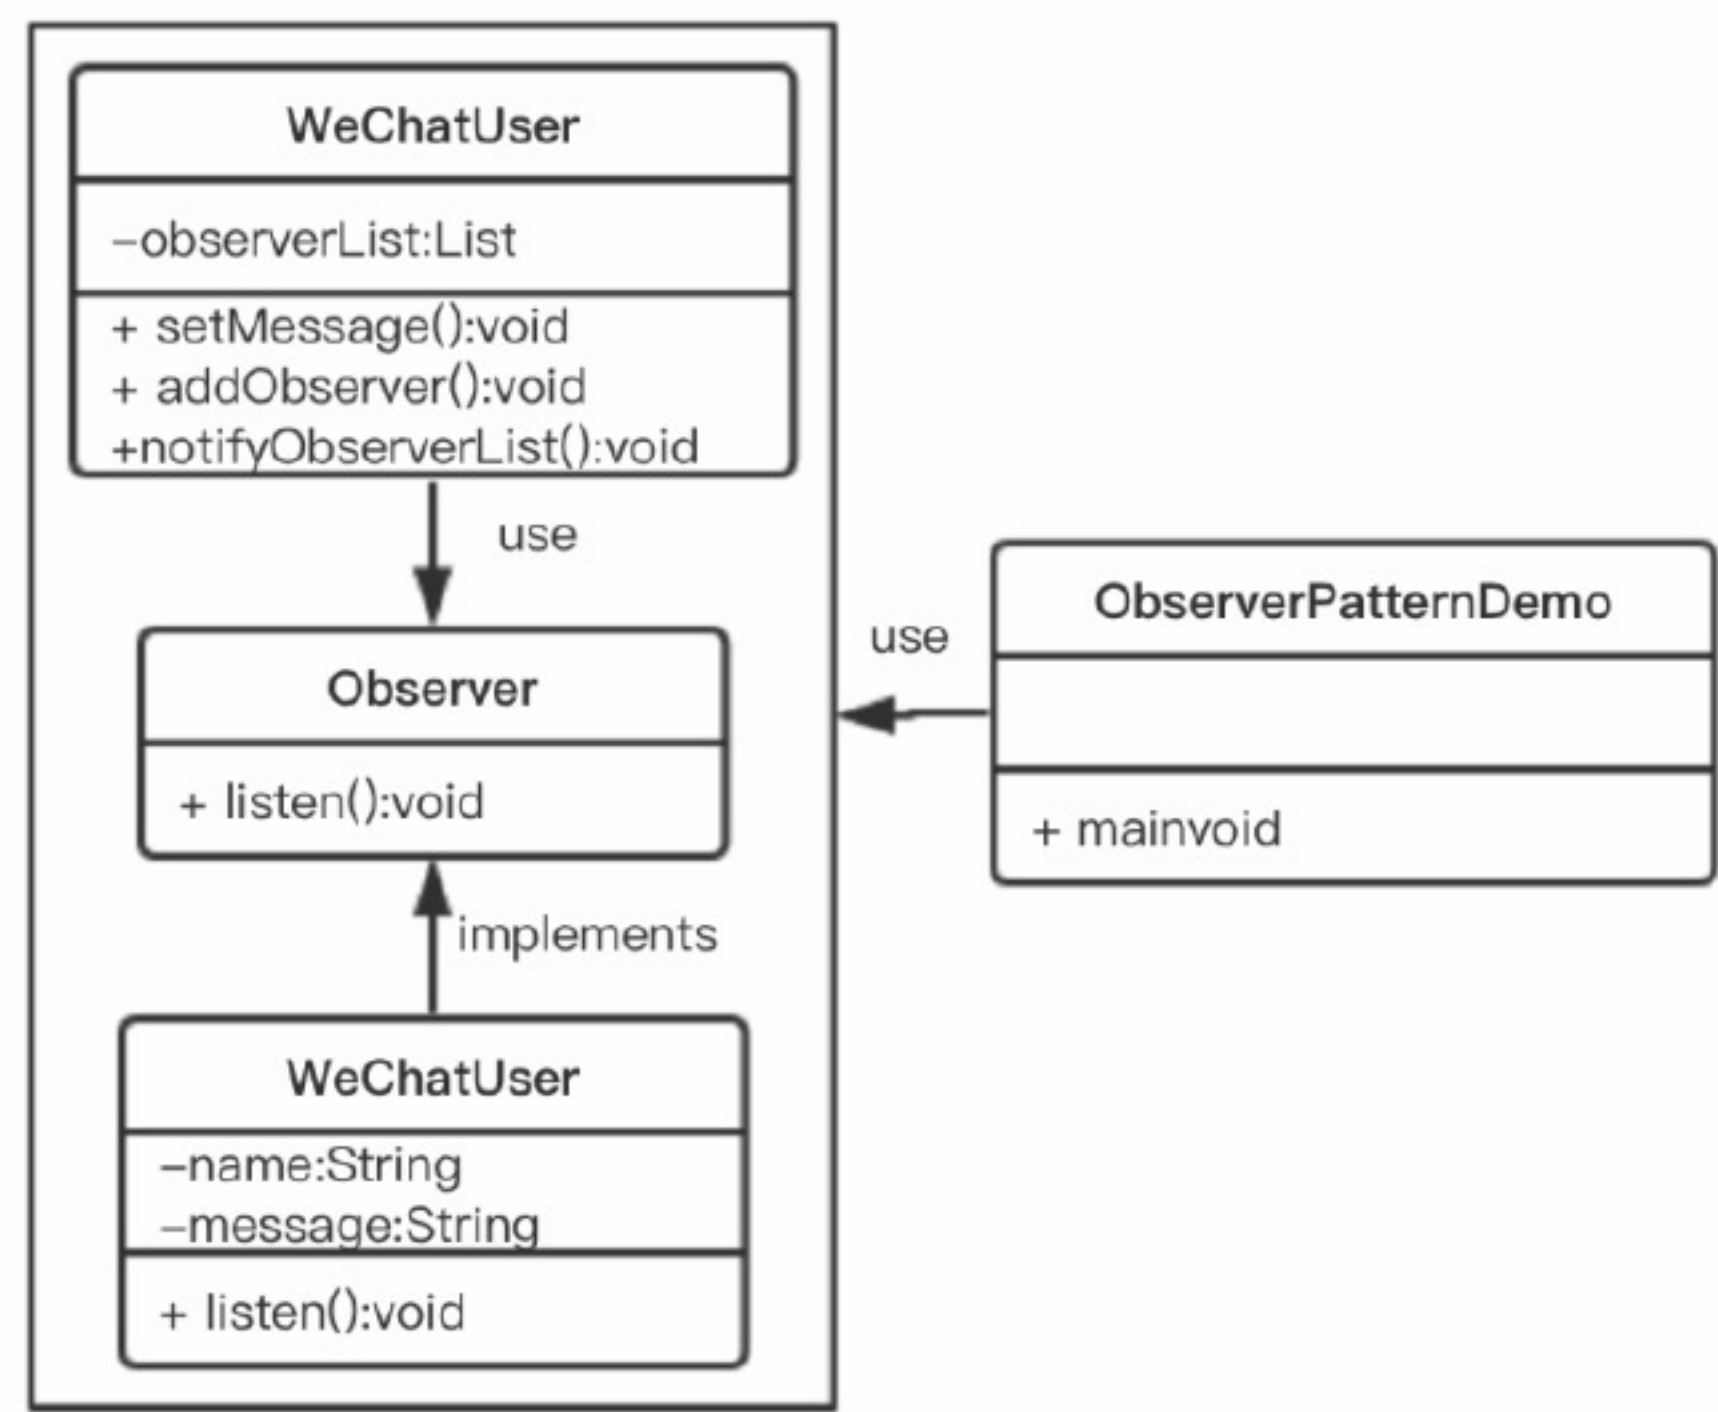 WeChatUser
–observerList:List
+ setMessage():void
+ addObserver():void
+notifyObserverList():void
use
Observer
+ listen():void
implements
WeChatUser
–name:String
–message:String
+ listen():void
use
ObserverPatternDemo
+ mainvoid